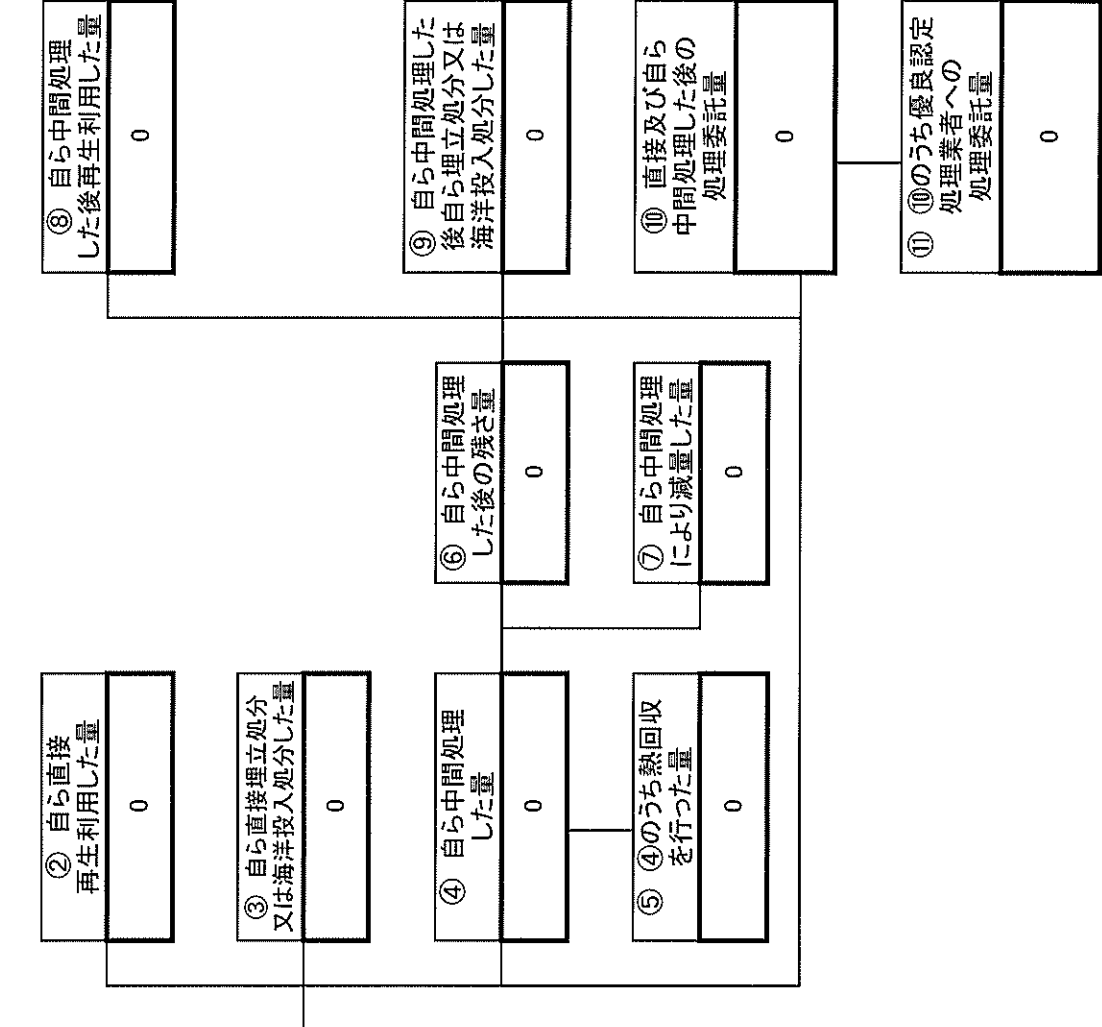 ② 自ら直接
再生利用した量
0
③ 自ら直接埋立処分
又は海洋投入処分した量
0
④ 自ら中間処理
した量
0
⑤ ④のうち熱回収
を行った量
0
⑥ 自ら中間処理
した後の残さ量
0
⑦ 自ら中間処理
により減量した量
0
⑧ 自ら中間処理
した後再生利用した量
0
⑨ 自ら中間処理した
後自ら埋立処分又は
海洋投入処分した量
0
⑩ 直接及び自ら
中間処理した後の
処理委託量
0
⑪ ⑩のうち優良認定
処理業者への
処理委託量
0